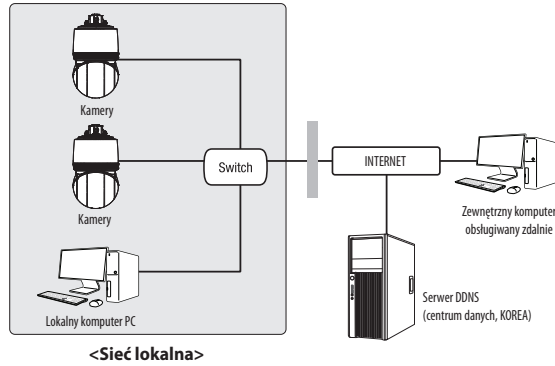 Kamery
Kamery
Switch
INTERNET
Zewnętrzny komputer
obsługiwany zdalnie
Lokalny komputer PC
Serwer DDNS
(centrum danych, KOREA)
<Sieć lokalna>